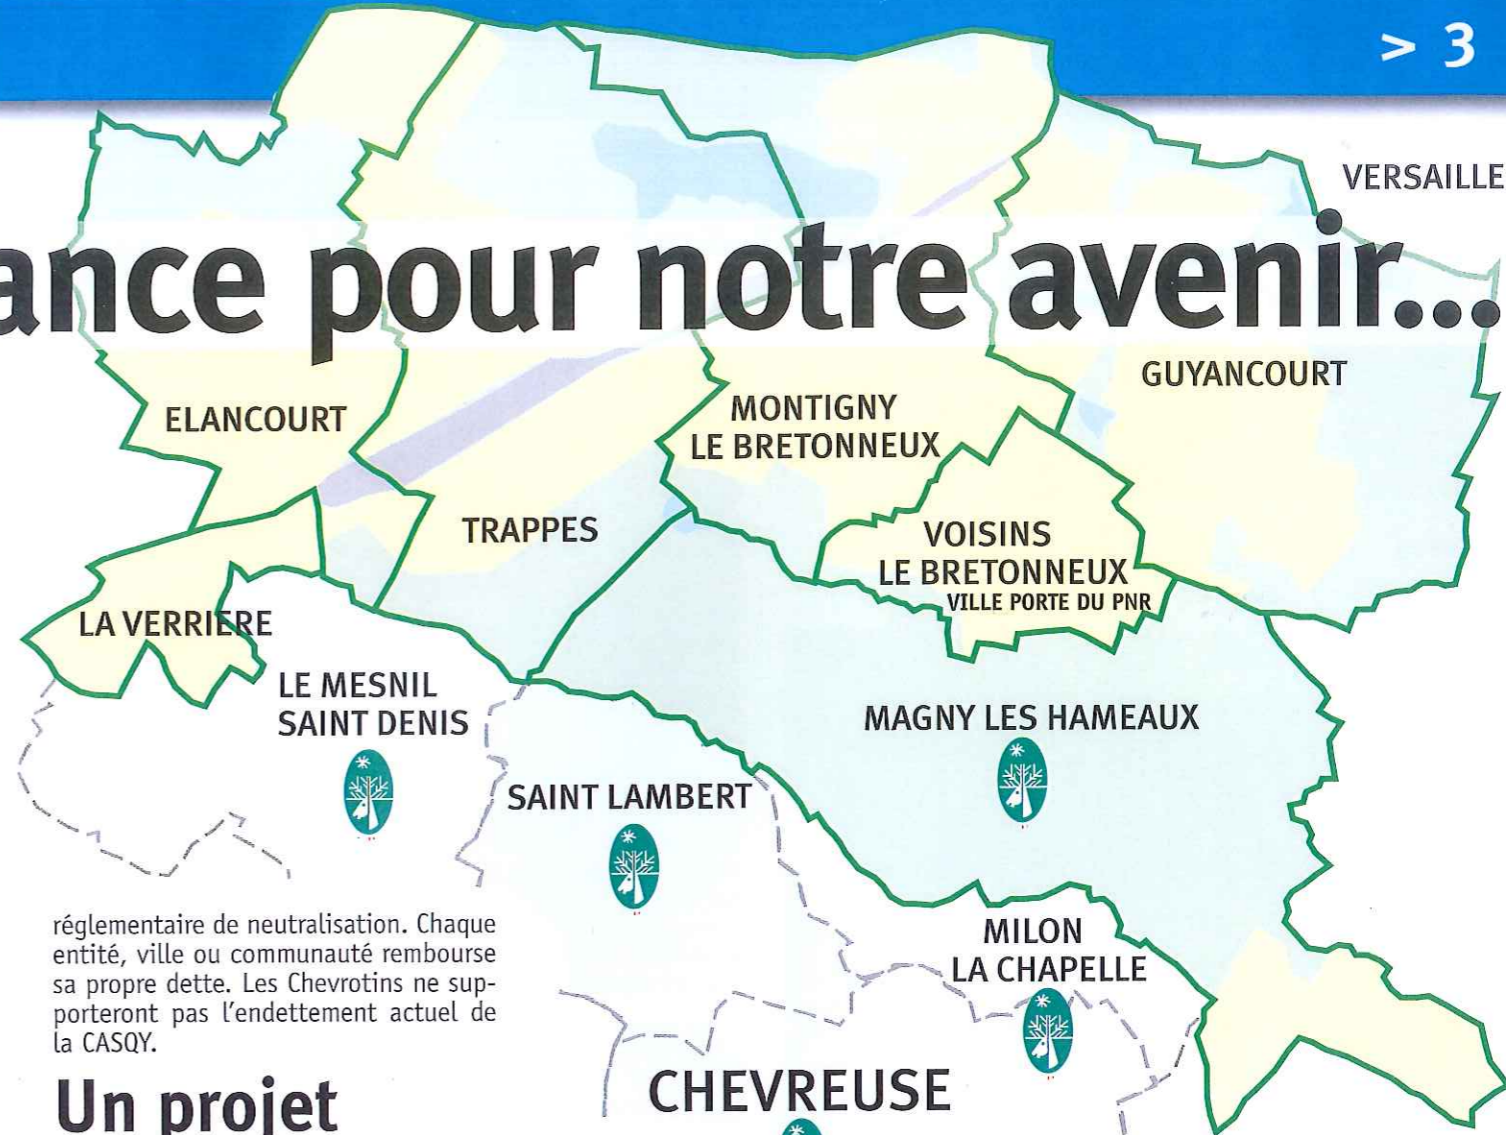 > 3
VERSAILLE
ance pour notre avenir...
GUYANCOURT
ELANCOURT
MONTIGNY
LE BRETONNEUX
TRAPPES
VOISINS
LE BRETONNEUX
VILLE PORTE DU PNR
LA VERRIERE
LE MESNIL
SAINT DENIS
MAGNY LES HAMEAUX
SAINT LAMBERT
MILON
LA CHAPELLE
CHEVREUSE
réglementaire de neutralisation. Chaque
entité, ville ou communauté rembourse
sa propre dette. Les Chevrotins ne sup-
porteront pas l'endettement actuel de
la CASQY.
Un projet